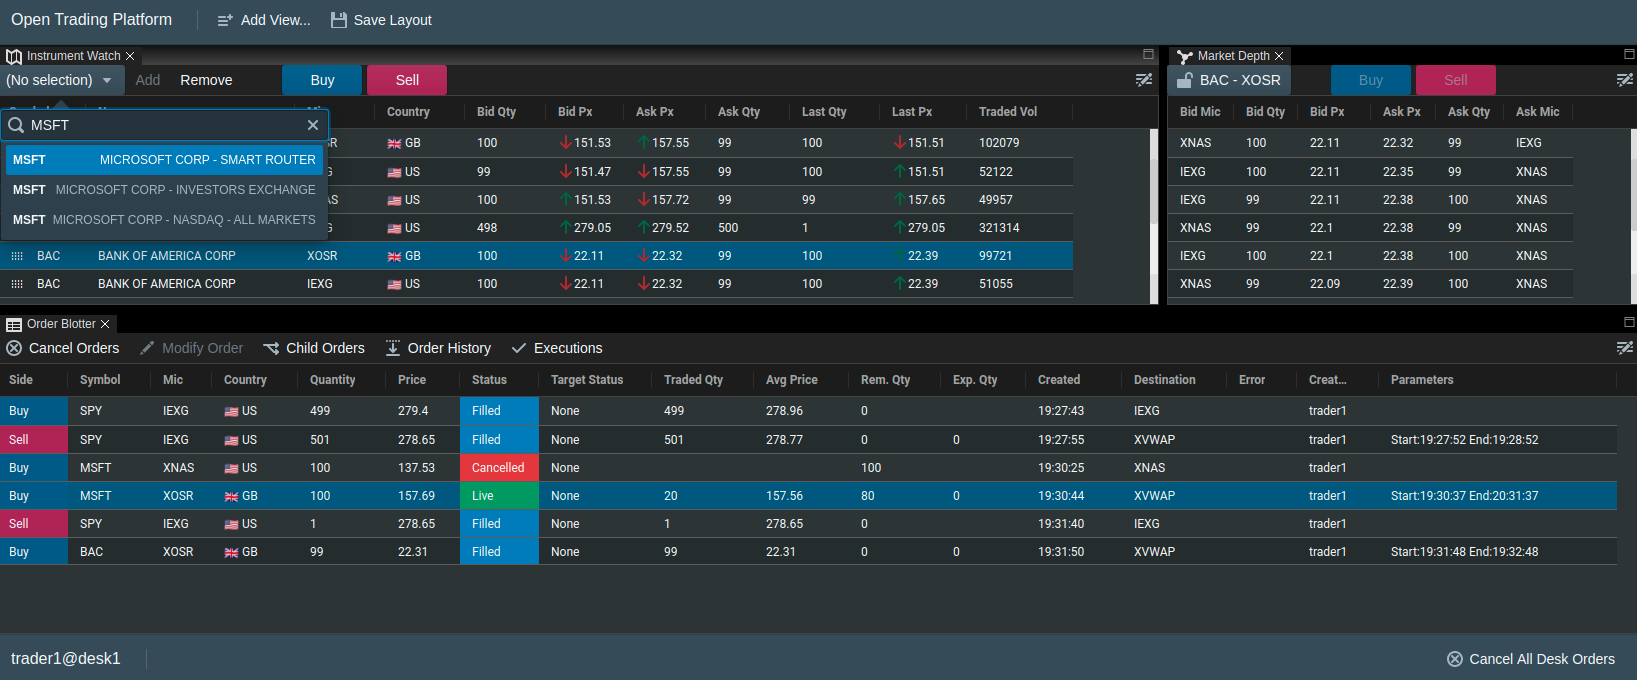 Open Trading Platform Add View... Save Layout
Instrument Watch Market Depth
(No selection) Add Remove Buy Sell BAC - XOSR Buy Sell
Country Bid Qty Bid Px Ask Px Ask Qty Last Qty Last Px Traded Vol Bid Mic Bid Qty Bid Px Ask Px Ask Qty Ask Mic
MSFT
GB 100 151.53 157.55 99 100 151.51 102079 XNAS 100 22.11 22.32 99 IEXG
MSFT MICROSOFT CORP - SMART ROUTER
US 99 151.47 157.55 99 100 151.51 52122 IEXG 100 22.11 22.35 99 XNAS
MSFT MICROSOFT CORP - INVESTORS EXCHANGE
US 100 151.53 157.72 99 99 157.65 49957 IEXG 99 22.11 22.38 100 XNAS
MSFT MICROSOFT CORP - NASDAQ - ALL MARKETS
US 498 279.05 279.52 500 1 279.05 321314 XNAS 99 22.1 22.38 99 XNAS
BAC BANK OF AMERICA CORP XOSR GB 100 22.11 22.32 99 100 22.39 99721 IEXG 100 22.1 22.38 100 XNAS
BAC BANK OF AMERICA CORP IEXG US 100 22.11 22.32 99 100 22.39 51055 XNAS 99 22.09 22.39 100 XNAS
Order Blotter
Cancel Orders Modify Order Child Orders Order History Executions
Side Symbol Mic Country Quantity Price Status Target Status Traded Qty Avg Price Rem. Qty Exp. Qty Created Destination Error Creat... Parameters
Buy SPY IEXG US 499 279.4 Filled None 499 278.96 0 19:27:43 IEXG trader1
Sell SPY IEXG US 501 278.65 Filled None 501 278.77 0 0 19:27:55 XVWAP trader1 Start:19:27:52 End:19:28:52
Buy MSFT XNAS US 100 137.53 Cancelled None 100 19:30:25 XNAS trader1
Buy MSFT XOSR GB 100 157.69 Live None 20 157.56 80 0 19:30:44 XVWAP trader1 Start:19:30:37 End:20:31:37
Sell SPY IEXG US 1 278.65 Filled None 1 278.65 0 19:31:40 IEXG trader1
Buy BAC XOSR GB 99 22.31 Filled None 99 22.31 0 0 19:31:50 XVWAP trader1 Start:19:31:48 End:19:32:48
trader1@desk1 Cancel All Desk Orders